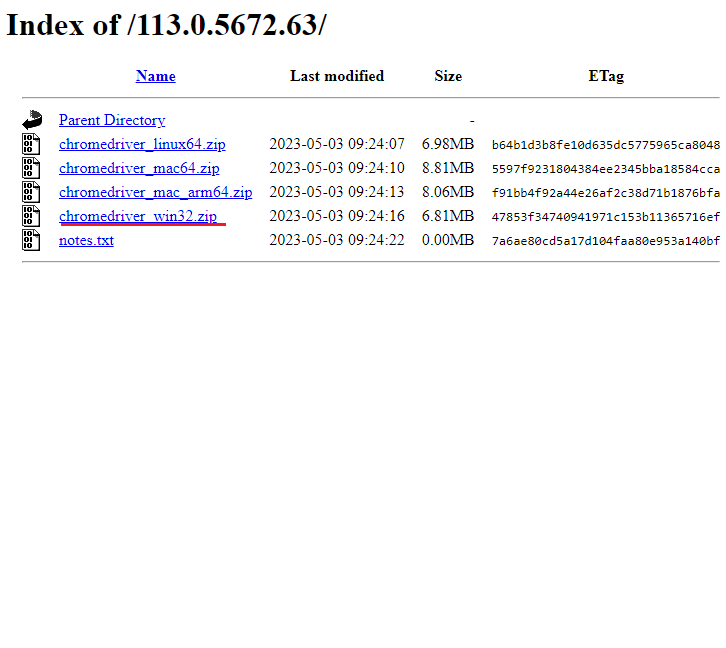 Index of /113.0.5672.63/
Name Last modified Size ETag
Parent Directory -
chromedriver_linux64.zip 2023-05-03 09:24:07 6.98MB b64b1d3b8fe10d635dc5775965ca8048
chromedriver_mac64.zip 2023-05-03 09:24:10 8.81MB 5597f9231804384ee2345bba18584cca
chromedriver_mac_arm64.zip 2023-05-03 09:24:13 8.06MB f91bb4f92a44e26af2c38d71b1876bfa
chromedriver_win32.zip 2023-05-03 09:24:16 6.81MB 47853f34740941971c153b11365716ef
notes.txt 2023-05-03 09:24:22 0.00MB 7a6ae80cd5a17d104faa80e953a140bf